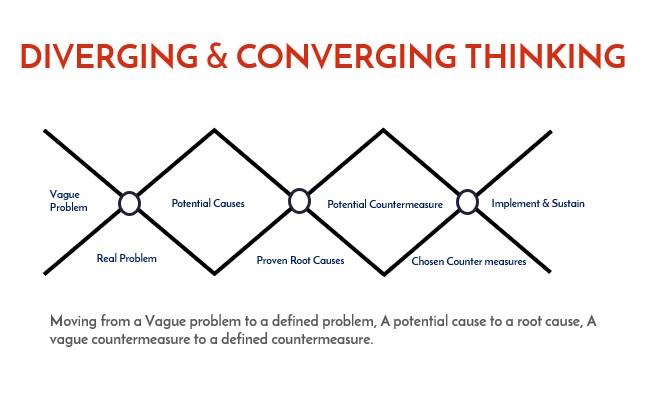 DIVERGING & CONVERGING THINKING
Vague
Problem
Potential Causes
Potential Countermeasure
Implement & Sustain
Real Problem
Proven Root Causes
Chosen Counter measures
Moving from a Vague problem to a defined problem, A potential cause to a root cause, A
vague countermeasure to a defined countermeasure.